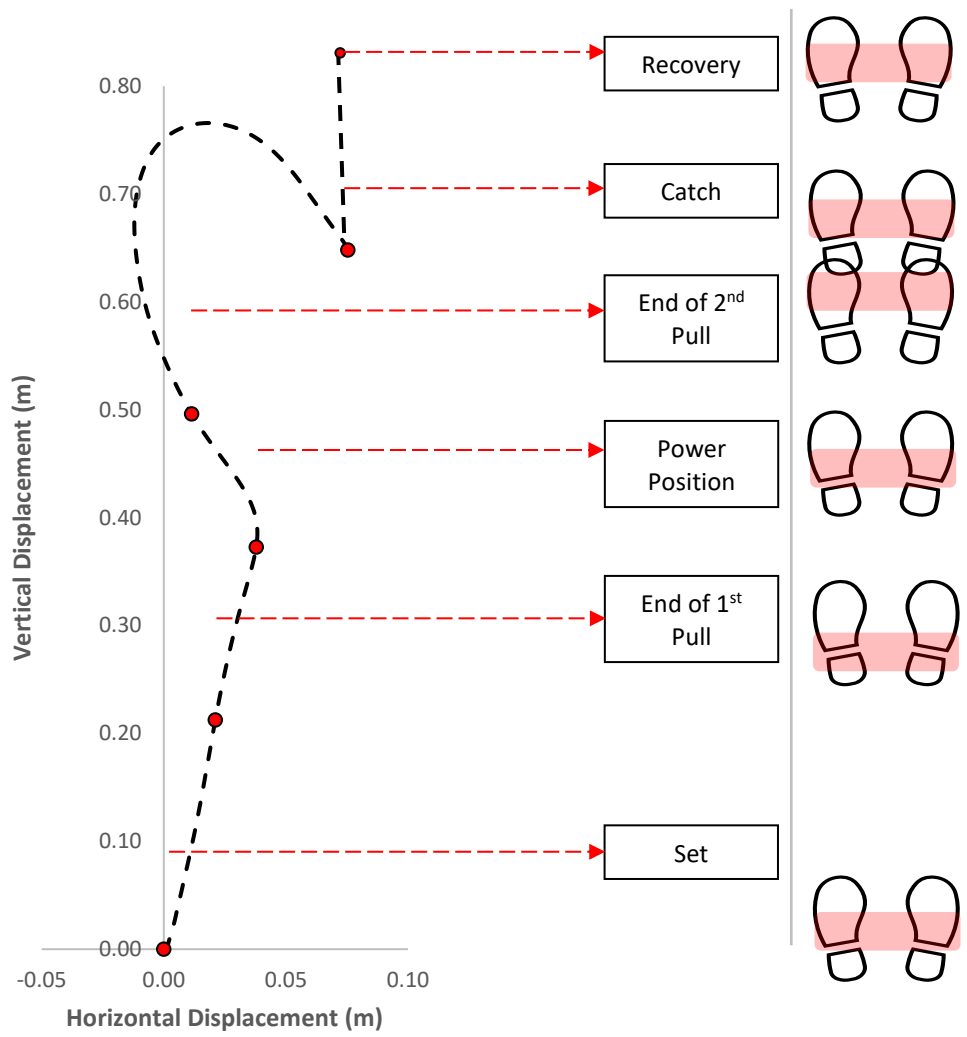 Recovery
0.80
Catch
0.70
End of 2nd
Pull
0.60
Vertical Displacement (m)
0.50
Power
Position
0.40
End of 1st
Pull
0.30
0.20
0.10
Set
0.00
-0.05
0.00
0.05
0.10
Horizontal Displacement (m)